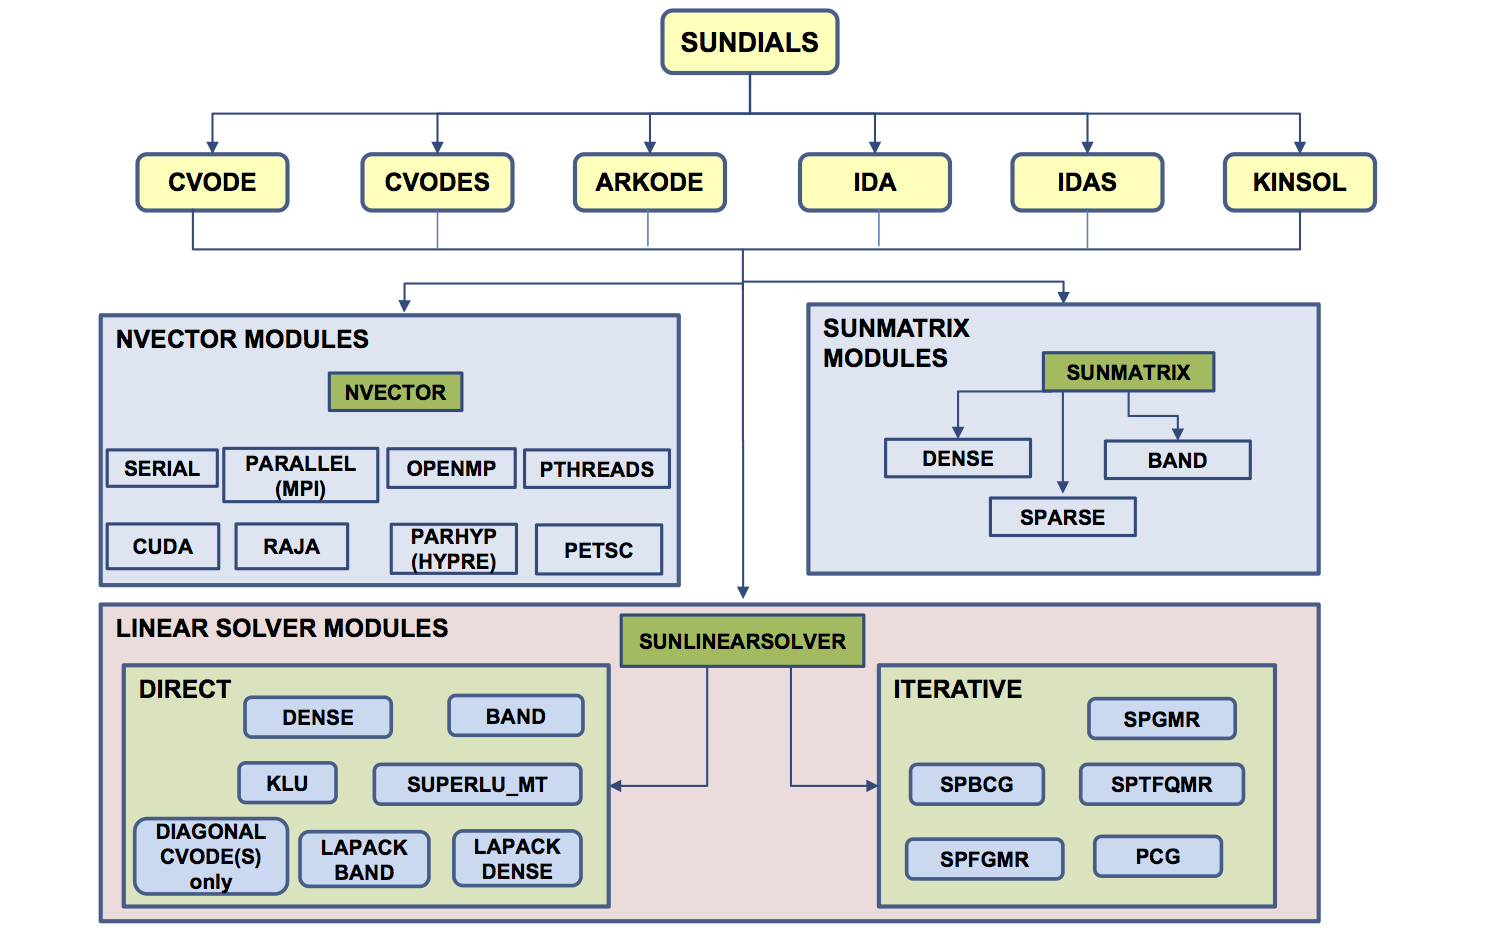 SUNDIALS
CVODE
CVODES
ARKODE
IDA
IDAS
KINSOL
NVECTOR MODULES
NVECTOR
SERIAL
PARALLEL
(MPI)
OPENMP
PTHREADS
CUDA
RAJA
PARHYP
(HYPRE)
PETSC
SUNMATRIX
MODULES
SUNMATRIX
DENSE
BAND
SPARSE
LINEAR SOLVER MODULES
SUNLINEARSOLVER
DIRECT
DENSE
BAND
KLU
SUPERLU_MT
DIAGONAL
CVODE(S)
only
LAPACK
BAND
LAPACK
DENSE
ITERATIVE
SPGMR
SPBCG
SPTFQMR
SPFGMR
PCG